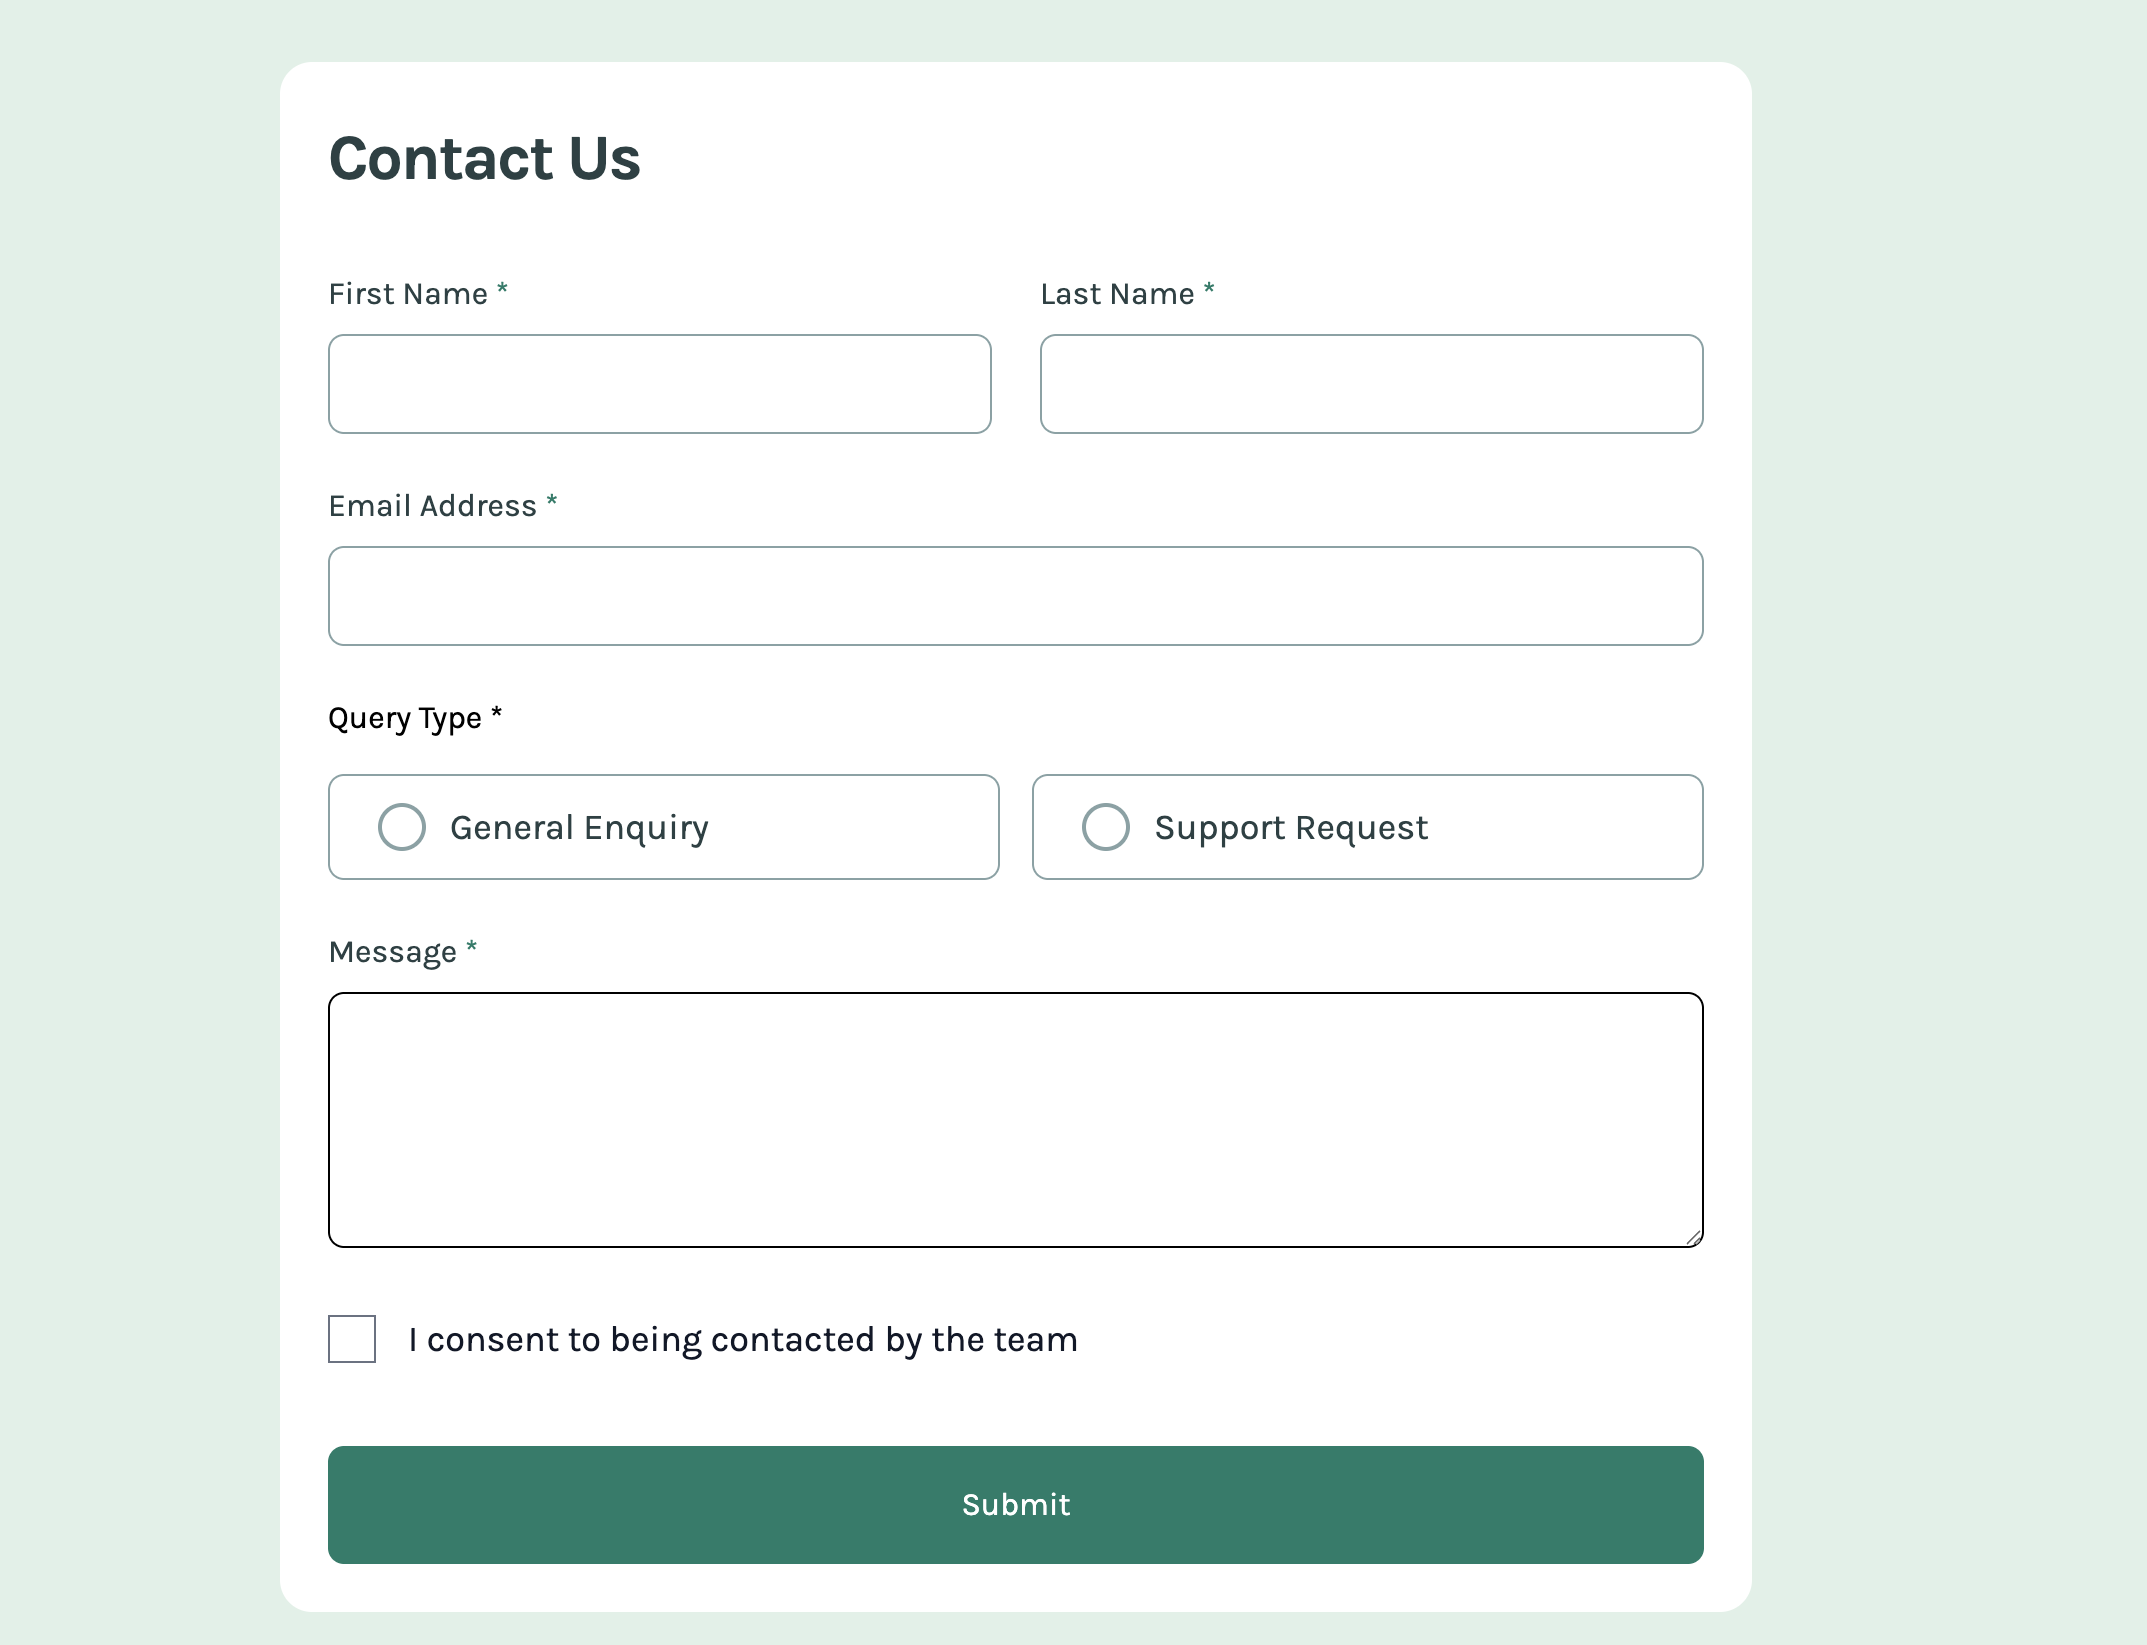 Contact Us
First Name *
Last Name *
Email Address *
Query Type *
General Enquiry
Support Request
Message *
I consent to being contacted by the team
Submit